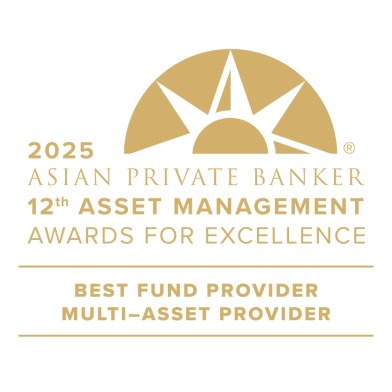 2025
®
ASIAN PRIVATE BANKER
12th ASSET MANAGEMENT
AWARDS FOR EXCELLENCE
BEST FUND PROVIDER
MULTI–ASSET PROVIDER